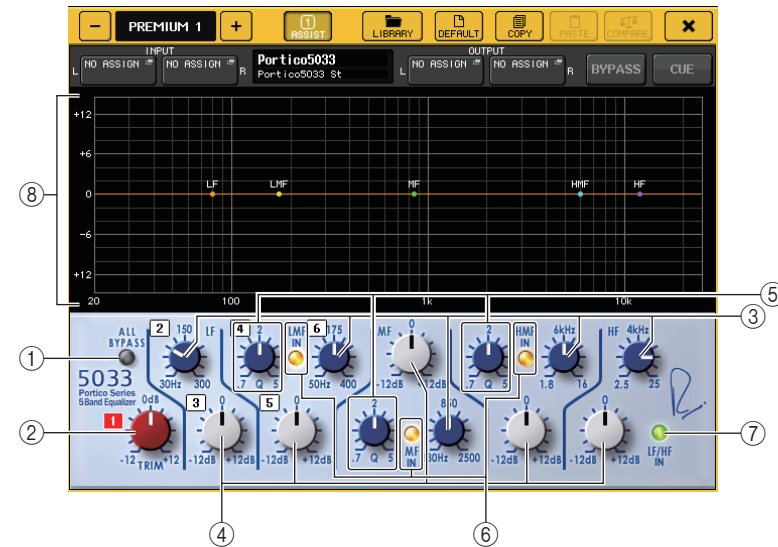 PREMIUM 1
1
ASSIST
LIBRARY
DEFAULT
COPY
PASTE
COMPARE
INPUT
L
NO ASSIGN
NO ASSIGN
R
Portico5033
Portico5033 St
OUTPUT
L
NO ASSIGN
NO ASSIGN
R
BYPASS
CUE
+12
+6
0
-6
+12
LF
LMF
MF
HMF
HF
20
100
1k
10k
8
5
3
1
2
4
6
7
ALL
BYPASS
2
150
LF
30Hz
300
4
2
.7
Q
5
LMF
IN
6
175
50Hz
400
MF
0
-12dB
12dB
2
.7
Q
5
HMF
IN
6kHz
1.8
16
HF
4kHz
2.5
25
5033
Portico Series
5Band Equalizer
1
0dB
-12
TRIM
+12
3
0
-12dB
+12dB
5
0
-12dB
+12dB
2
.7
Q
5
MF
IN
850
30Hz
2500
0
-12dB
+12dB
0
-12dB
+12dB
LF/HF
IN